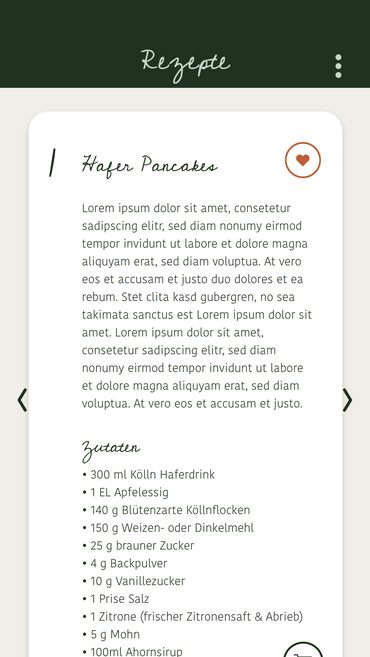 Rezepte
1
Hafer Pancakes
Lorem ipsum dolor sit amet, consetetur
sadipscing elitr, sed diam nonumy eirmod
tempor invidunt ut labore et dolore magna
aliquyam erat, sed diam voluptua. At vero
eos et accusam et justo duo dolores et ea
rebum. Stet clita kasd gubergren, no sea
takimata sanctus est Lorem ipsum dolor sit
amet. Lorem ipsum dolor sit amet,
consetetur sadipscing elitr, sed diam
nonumy eirmod tempor invidunt ut labore
et dolore magna aliquyam erat, sed diam
voluptua. At vero eos et accusam et justo.
Zutaten
• 300 ml Kölln Haferdrink
• 1 EL Apfelessig
• 140 g Blütenzarte Köllnflocken
• 150 g Weizen- oder Dinkelmehl
• 25 g brauner Zucker
• 4 g Backpulver
• 10 g Vanillezucker
• 1 Prise Salz
• 1 Zitrone (frischer Zitronensaft & Abrieb)
• 5 g Mohn
• 100ml Ahornsirup